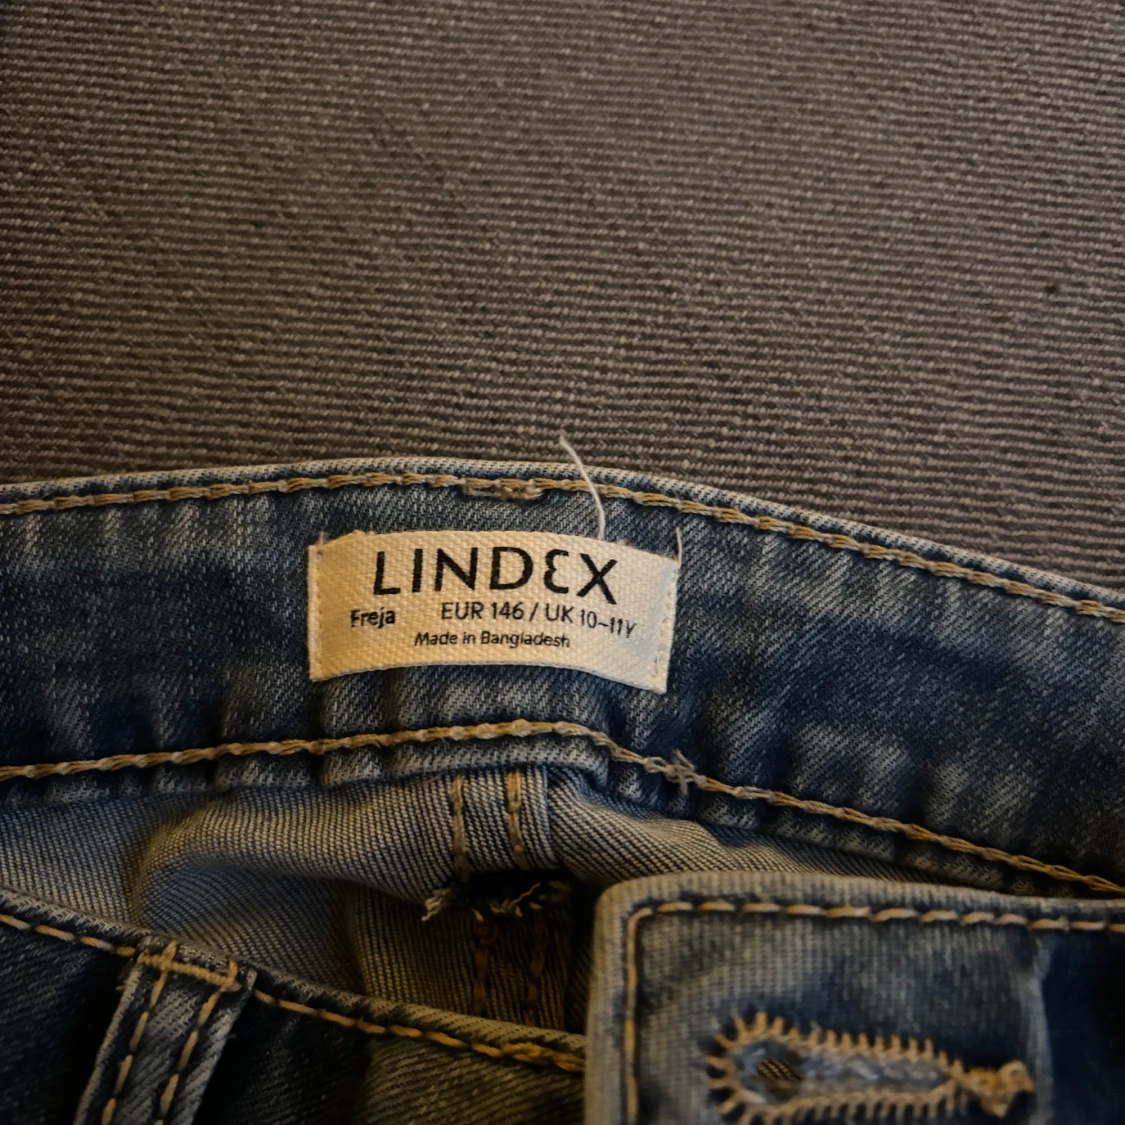 LINDEX
Freja EUR 146 / UK 10–11Y
Made in Bangladesh